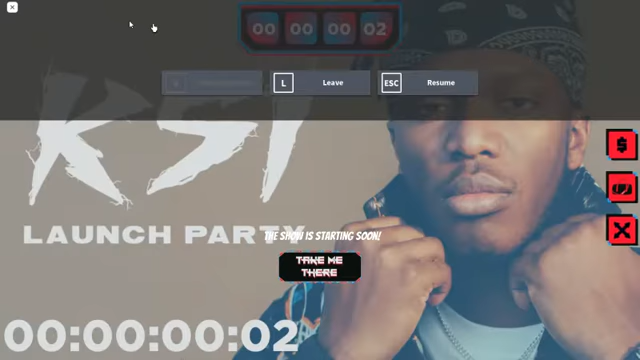 00 00 00 02
L Leave
ESC Resume
KSI
LAUNCH PARTY
THE SHOW IS STARTING SOON!
TAKE ME
THERE
00:00:00:02